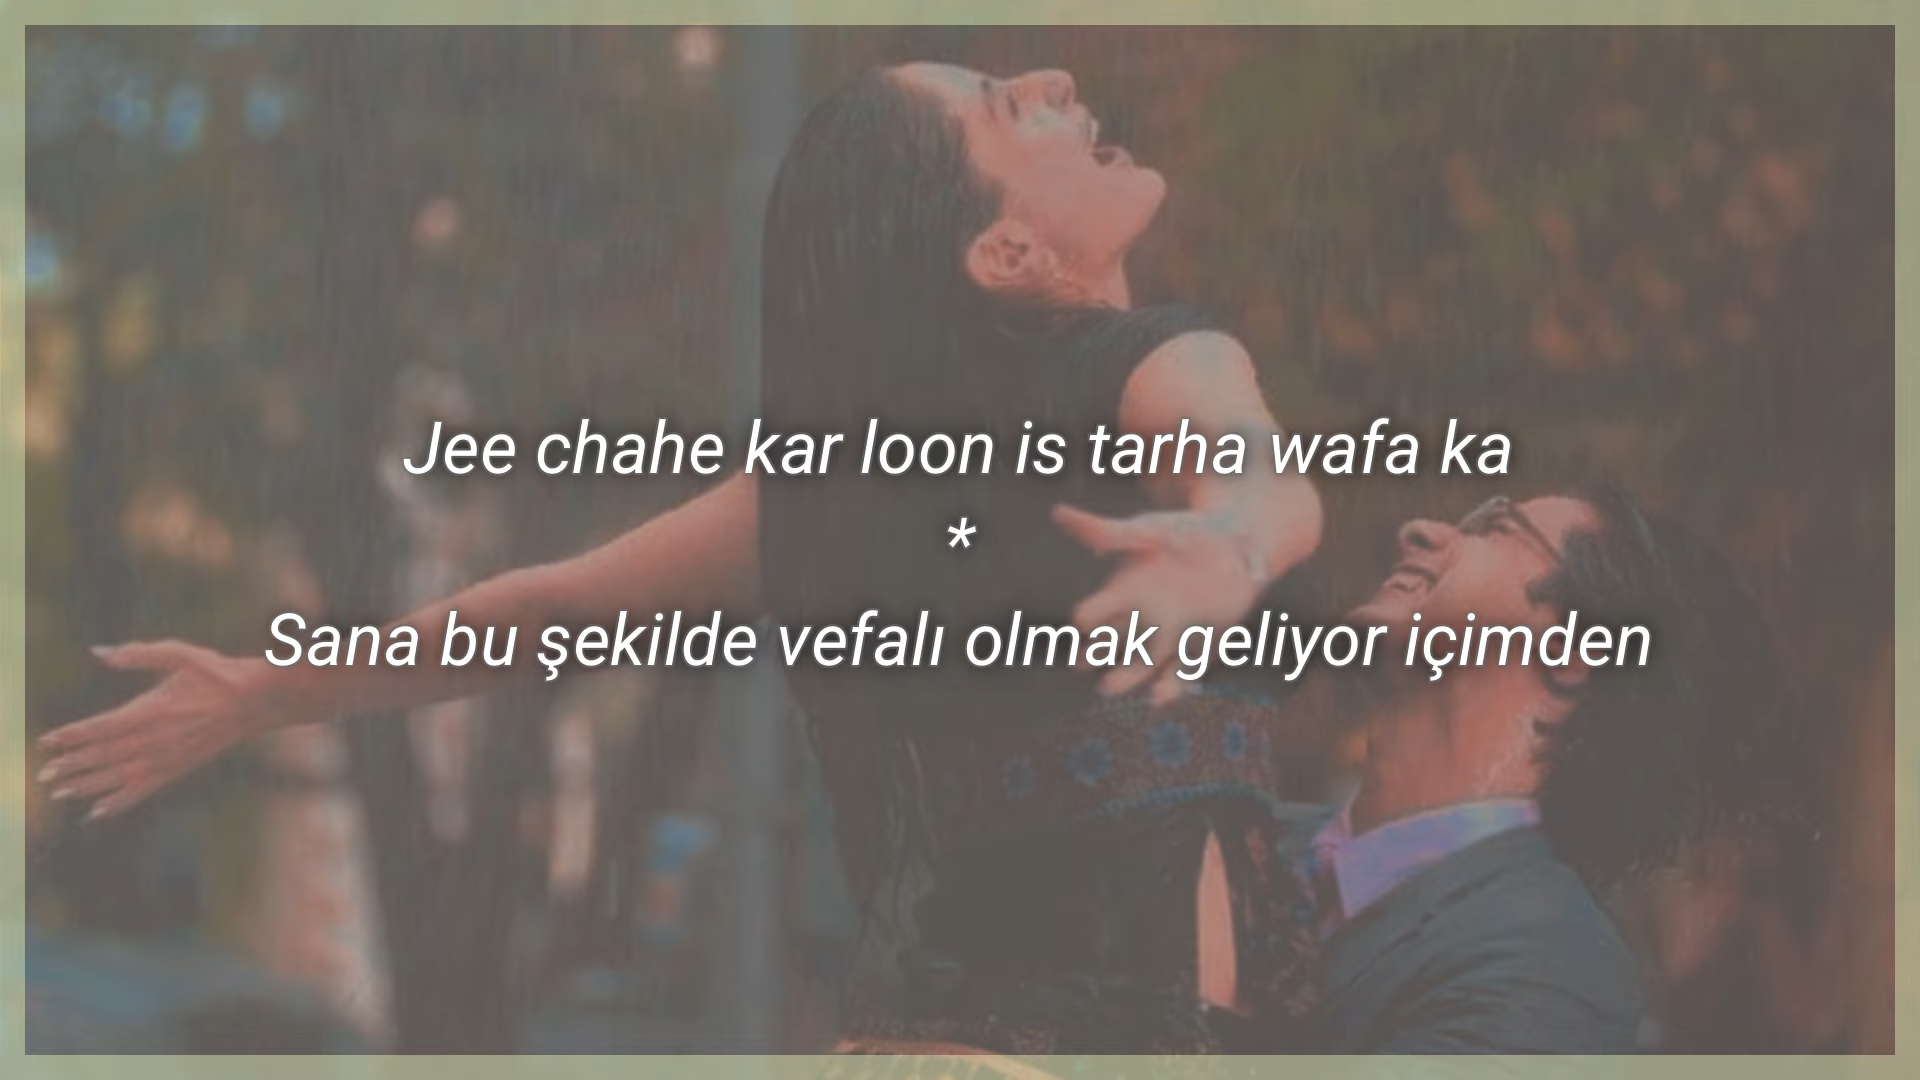 Jee chahe kar loon is tarha wafa ka
*
Sana bu şekilde vefalı olmak geliyor içimden